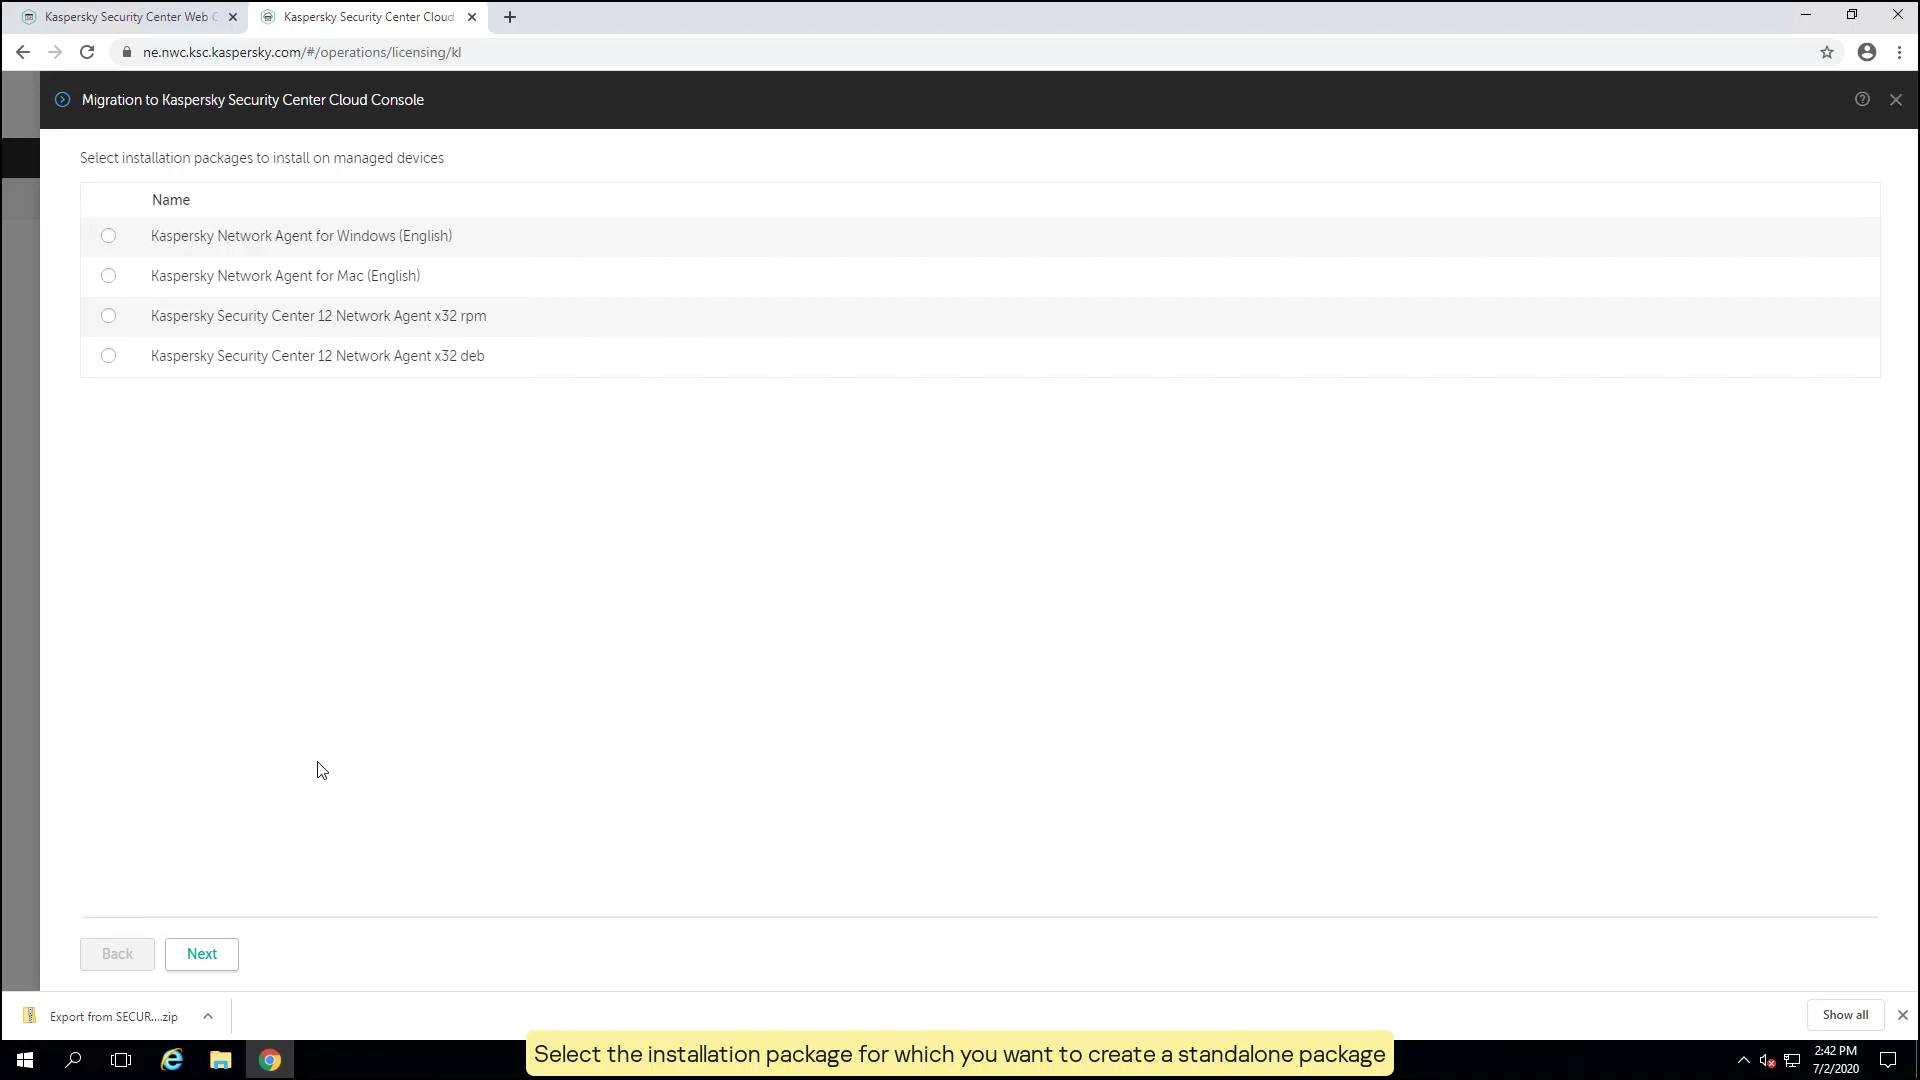 Kaspersky Security Center Web C
Kaspersky Security Center Cloud
ne.nwc.ksc.kaspersky.com/#/operations/licensing/kl
Migration to Kaspersky Security Center Cloud Console
Select installation packages to install on managed devices
Name
Kaspersky Network Agent for Windows (English)
Kaspersky Network Agent for Mac (English)
Kaspersky Security Center 12 Network Agent x32 rpm
Kaspersky Security Center 12 Network Agent x32 deb
Back
Next
Export from SECUR....zip
Show all
Select the installation package for which you want to create a standalone package
2:42 PM
7/2/2020